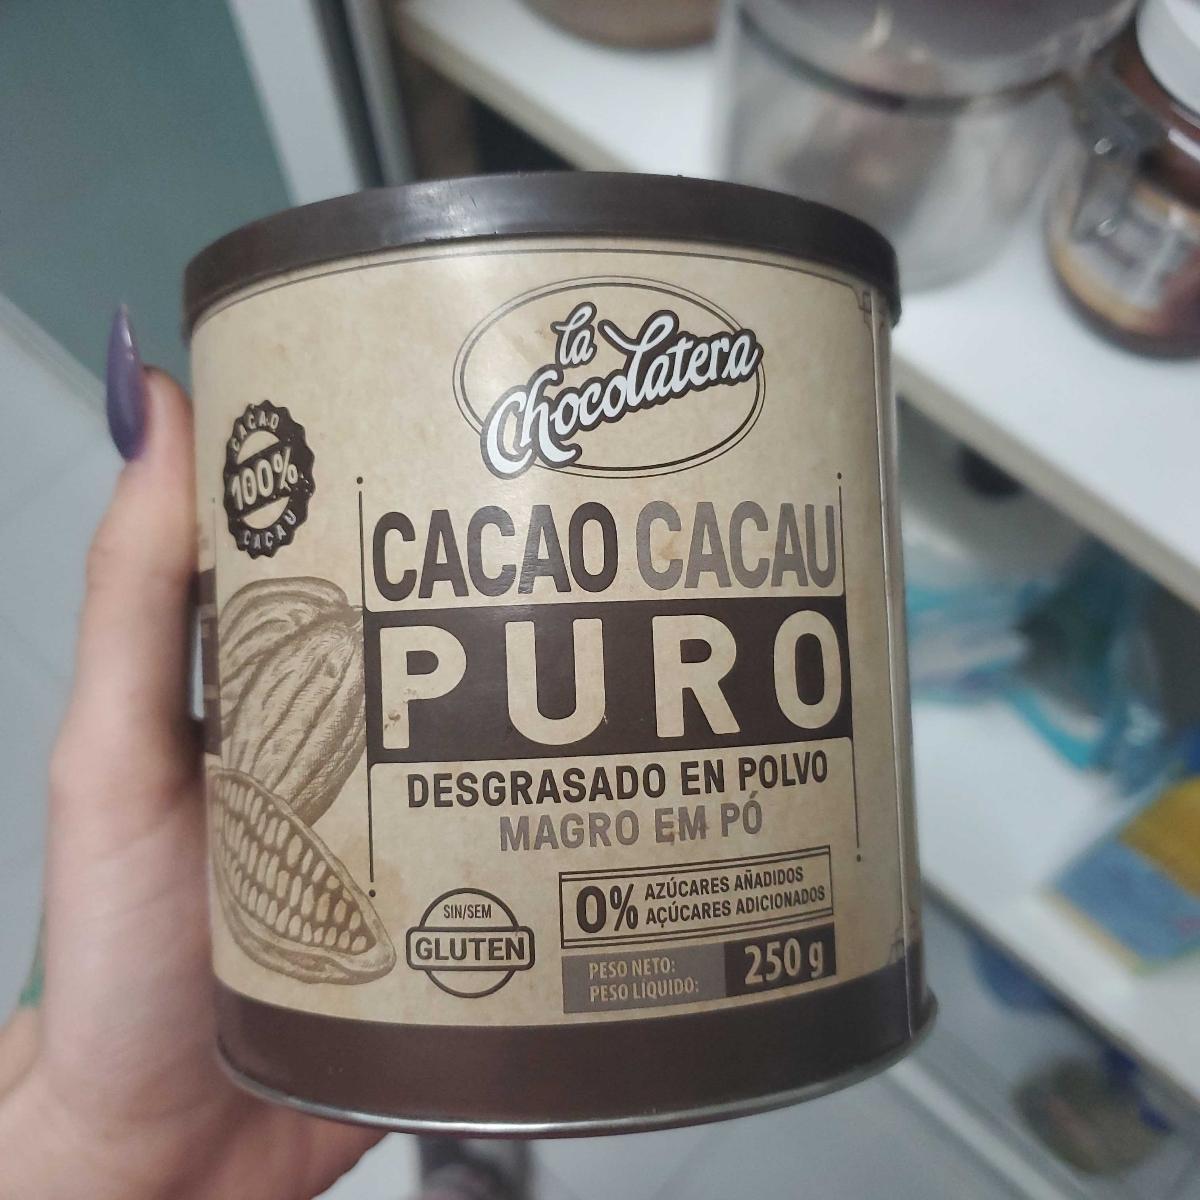 la
Chocolatera
CACAO
100%
CACAU
CACAO CACAU
PURO
DESGRASADO EN POLVO
MAGRO EM PÓ
SIN/SEM
GLUTEN
0% AZÚCARES AÑADIDOS
AÇÚCARES ADICIONADOS
PESO NETO:
PESO LÍQUIDO:
250 g